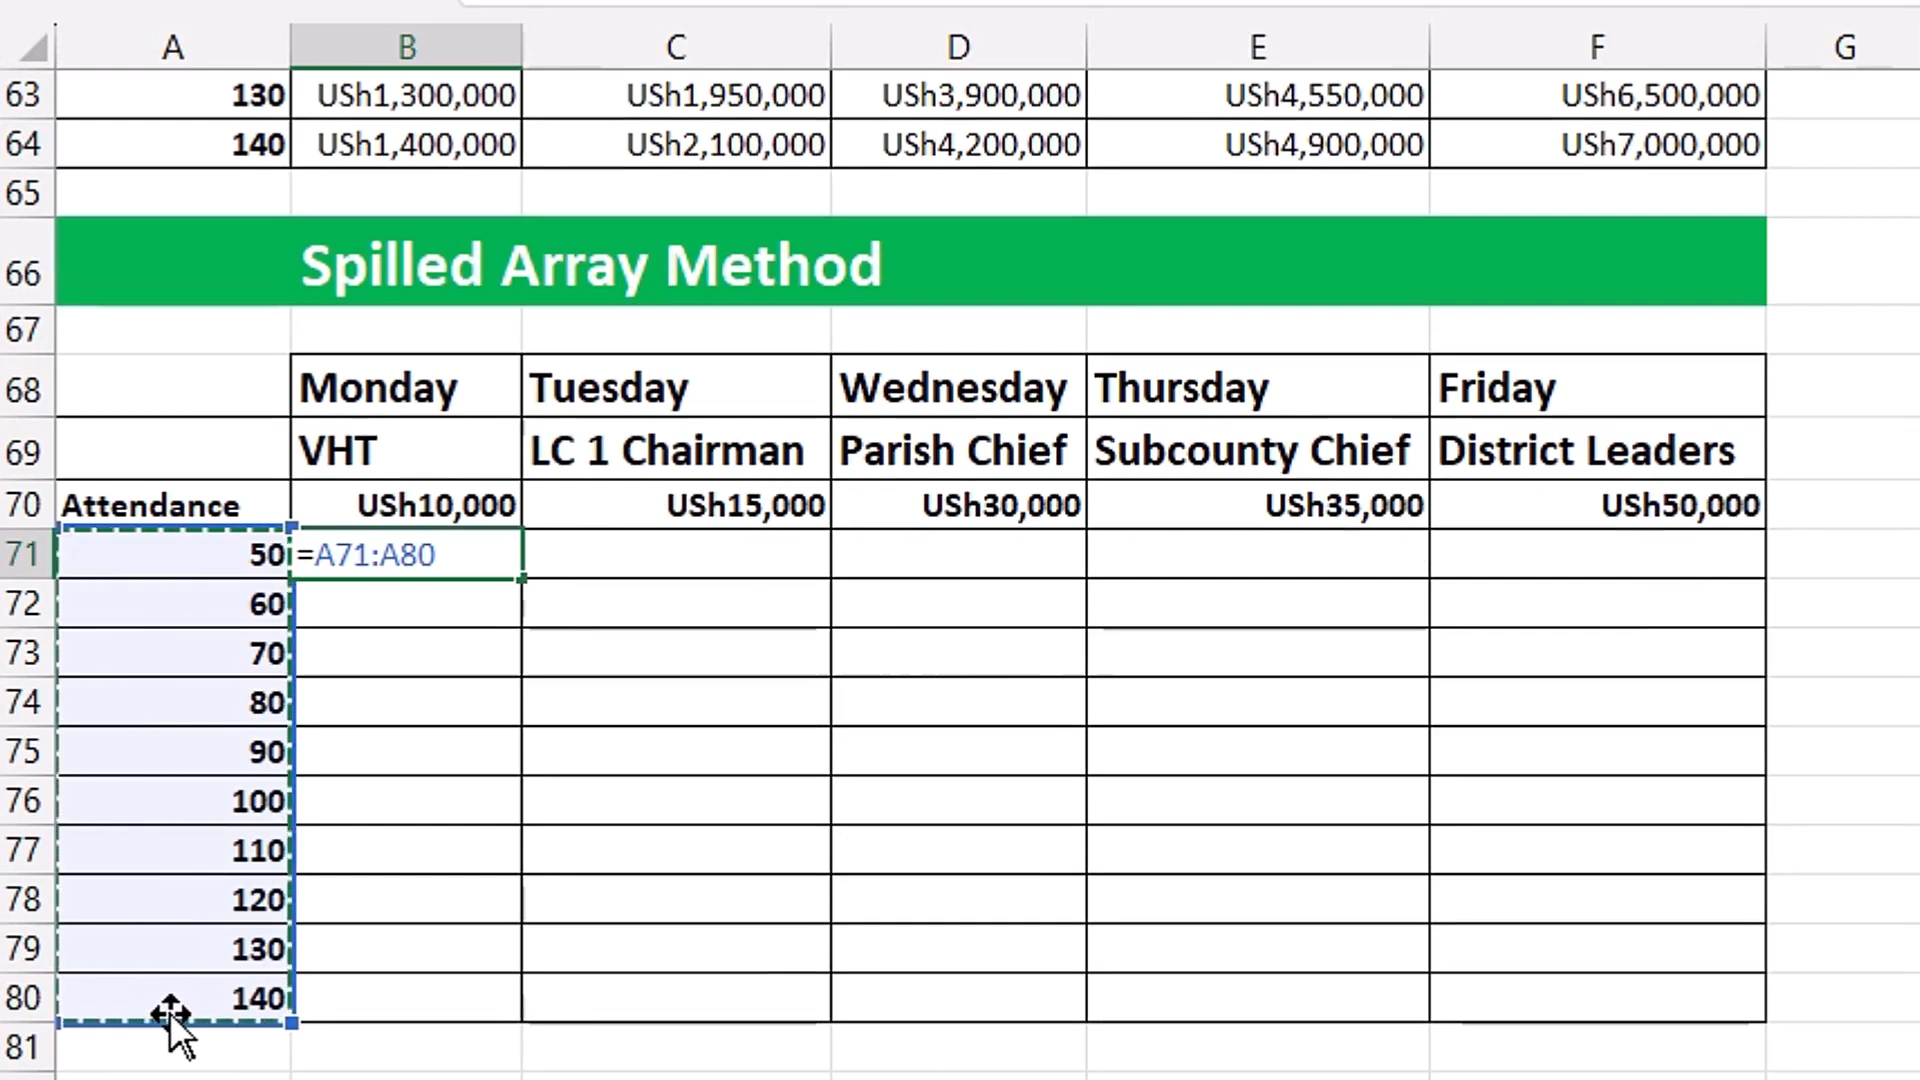 A B C D E F G
63 130 USh1,300,000 USh1,950,000 USh3,900,000 USh4,550,000 USh6,500,000
64 140 USh1,400,000 USh2,100,000 USh4,200,000 USh4,900,000 USh7,000,000
65
66 Spilled Array Method
67
68 Monday Tuesday Wednesday Thursday Friday
69 VHT LC 1 Chairman Parish Chief Subcounty Chief District Leaders
70 Attendance USh10,000 USh15,000 USh30,000 USh35,000 USh50,000
71 50 =A71:A80
72 60
73 70
74 80
75 90
76 100
77 110
78 120
79 130
80 140
81